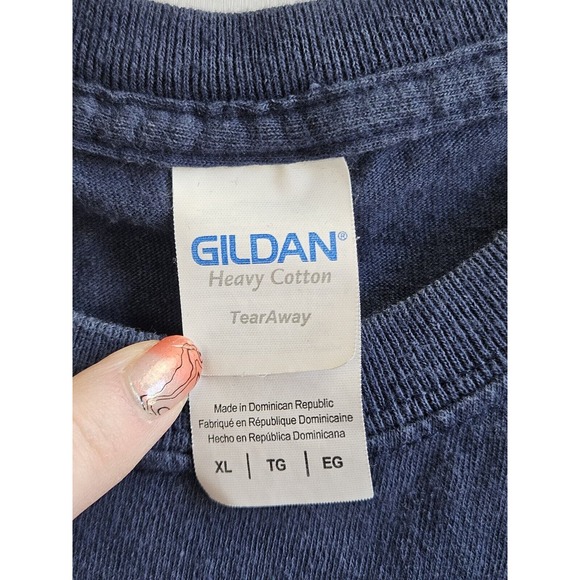 GILDAN®
Heavy Cotton
TearAway
Made in Dominican Republic
Fabriqué en République Dominicaine
Hecho en República Dominicana
XL | TG | EG